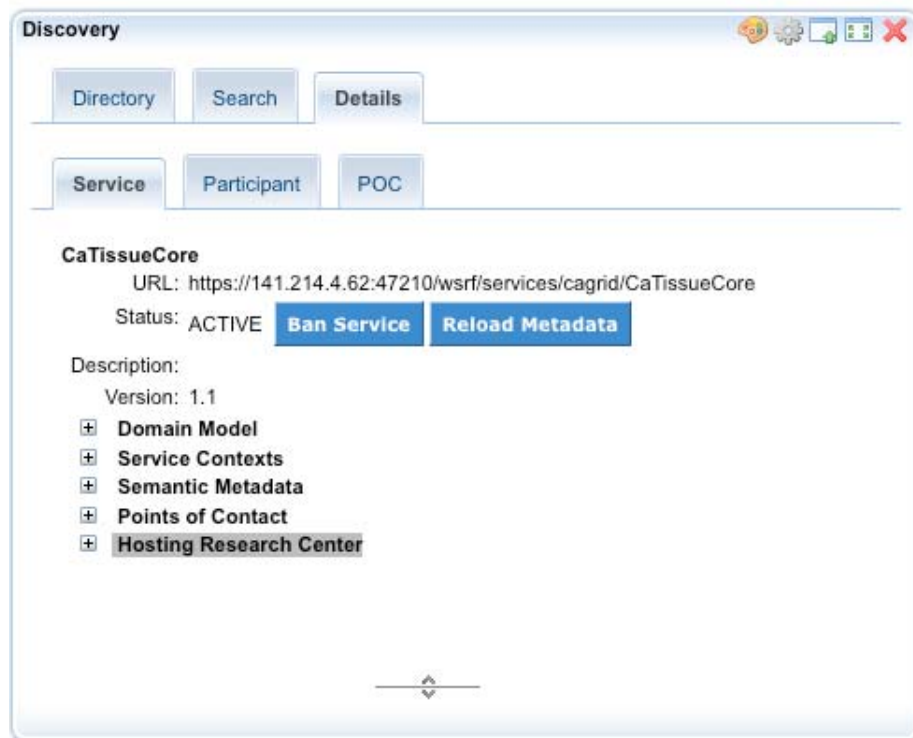 Discovery
Directory Search Details
Service Participant POC
CaTissueCore
URL: https://141.214.4.62:47210/wsrf/services/cagrid/CaTissueCore
Status: ACTIVE Ban Service Reload Metadata
Description:
Version: 1.1
Domain Model
Service Contexts
Semantic Metadata
Points of Contact
Hosting Research Center